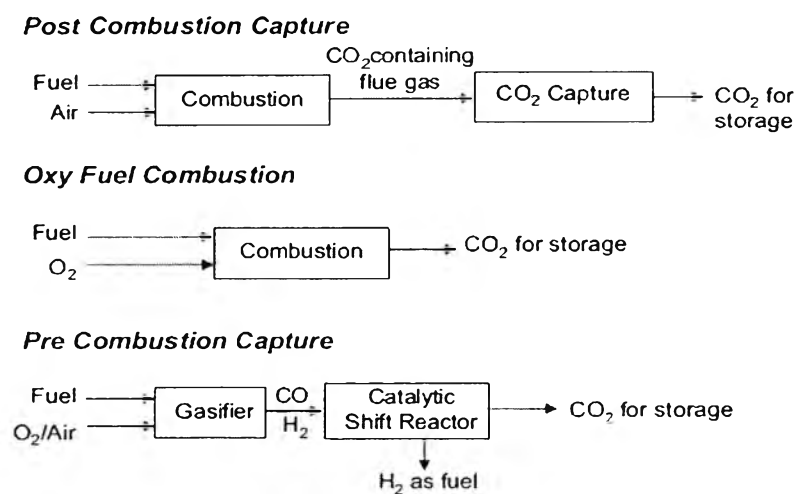 Post Combustion Capture
CO₂containing
flue gas
Fuel
Air
Combustion
CO₂ Capture
CO₂ for
storage
Oxy Fuel Combustion
Fuel
O₂
Combustion
CO₂ for storage
Pre Combustion Capture
Fuel
O₂/Air
Gasifier
CO
H₂
Catalytic
Shift Reactor
CO₂ for storage
H₂ as fuel